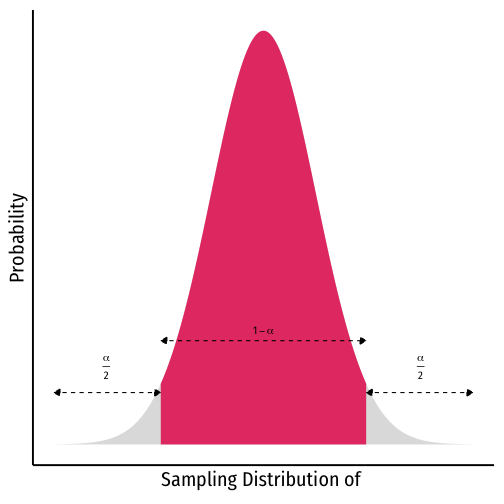 Probability
1−α
α
2
α
2
Sampling Distribution of